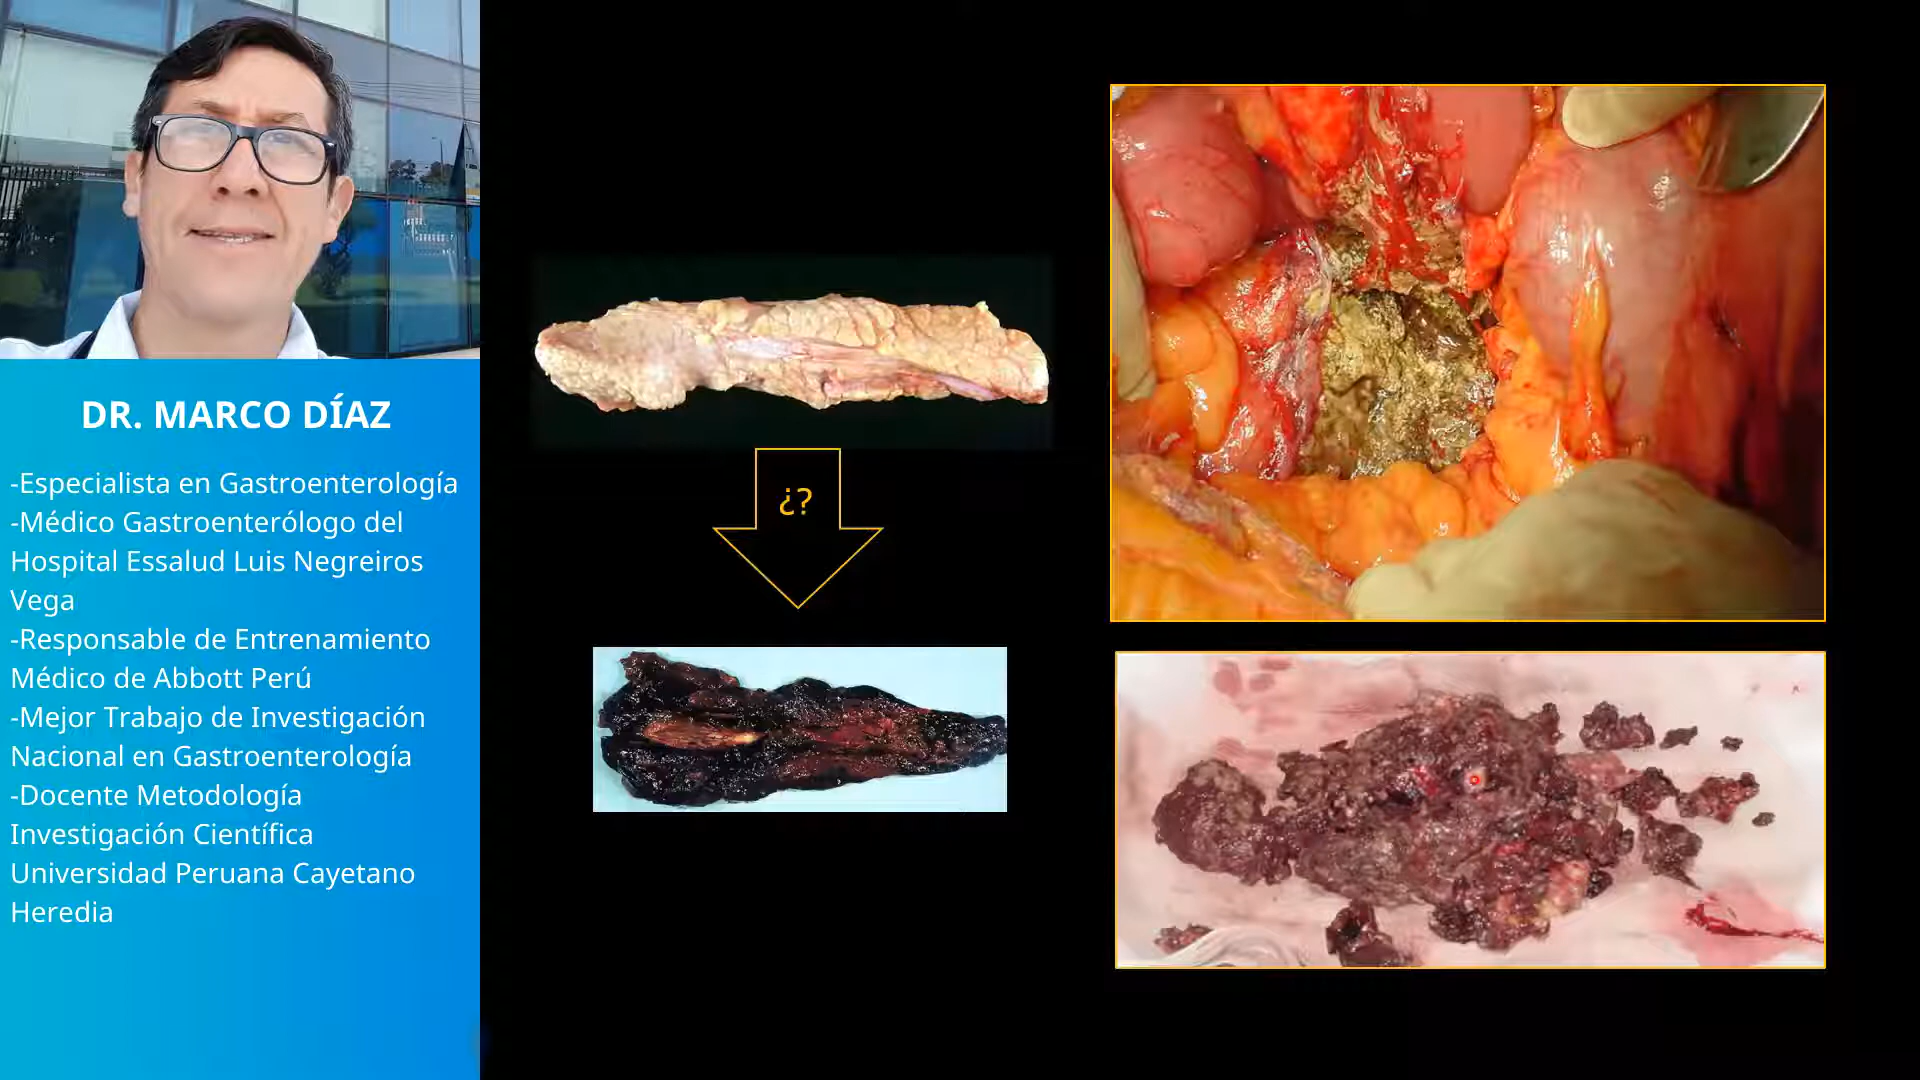 DR. MARCO DÍAZ
-Especialista en Gastroenterología
-Médico Gastroenterólogo del
Hospital Essalud Luis Negreiros
Vega
-Responsable de Entrenamiento
Médico de Abbott Perú
-Mejor Trabajo de Investigación
Nacional en Gastroenterología
-Docente Metodología
Investigación Científica
Universidad Peruana Cayetano
Heredia
¿?